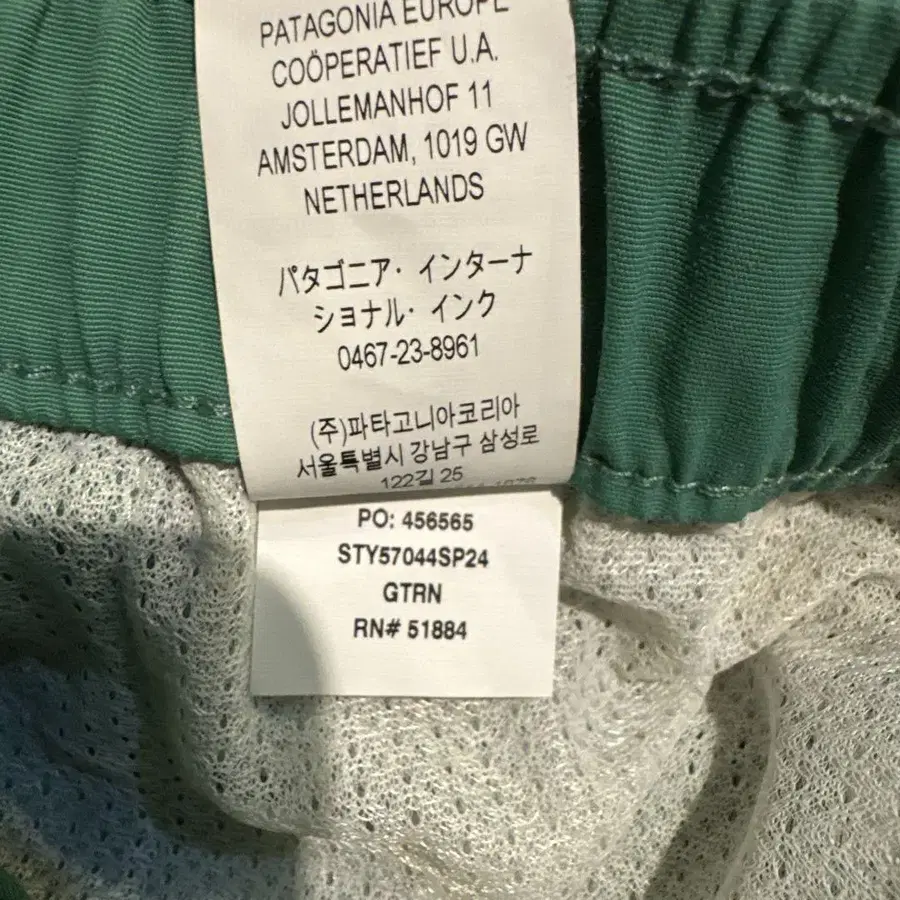 PATAGONIA EUROPE
COÖPERATIEF U.A.
JOLLEMANHOF 11
AMSTERDAM, 1019 GW
NETHERLANDS
パタゴニア・インターナ
ショナル・インク
0467-23-8961
(주)파타고니아코리아
서울특별시 강남구 삼성로
122길 25
PO: 456565
STY57044SP24
GTRN
RN# 51884